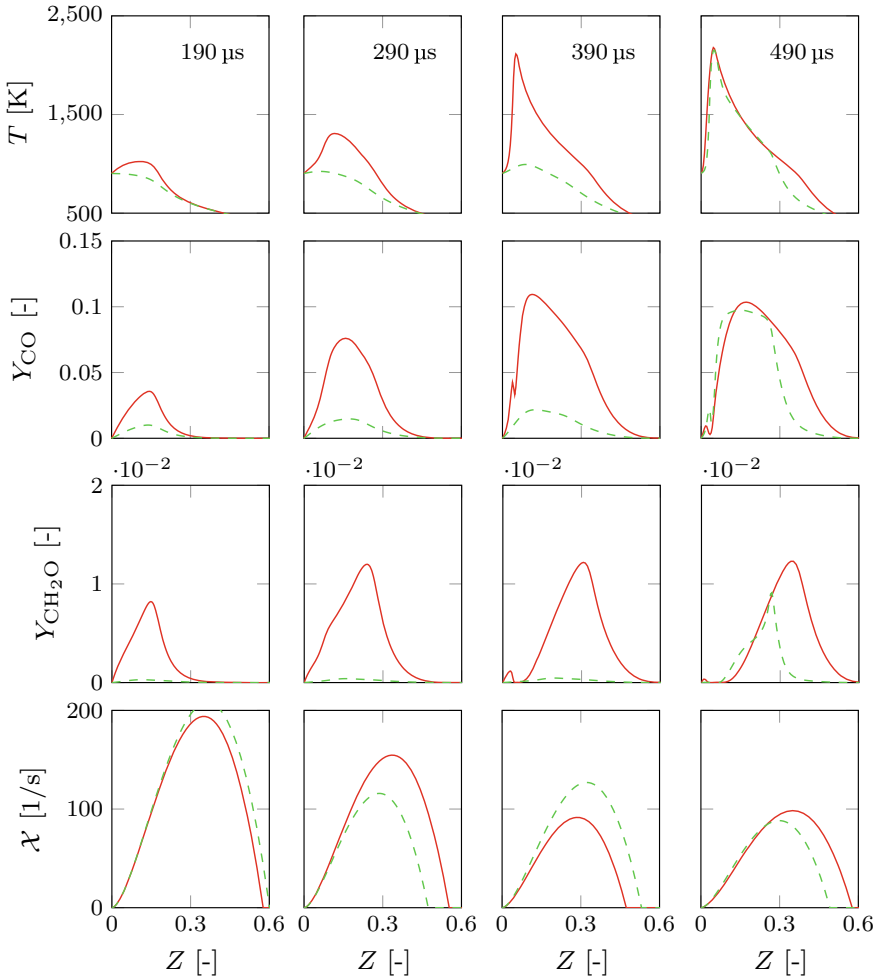 2,500
190 µs
290 µs
390 µs
490 µs
T [K]
1,500
500
0.15
Y_CO [-]
0.1
0.05
0
·10⁻² ·10⁻² ·10⁻² ·10⁻²
2
Y_CH₂O [-]
1
0
200
χ [1/s]
100
0
0 0.3 0.6 0 0.3 0.6 0 0.3 0.6 0 0.3 0.6
Z [-] Z [-] Z [-] Z [-]